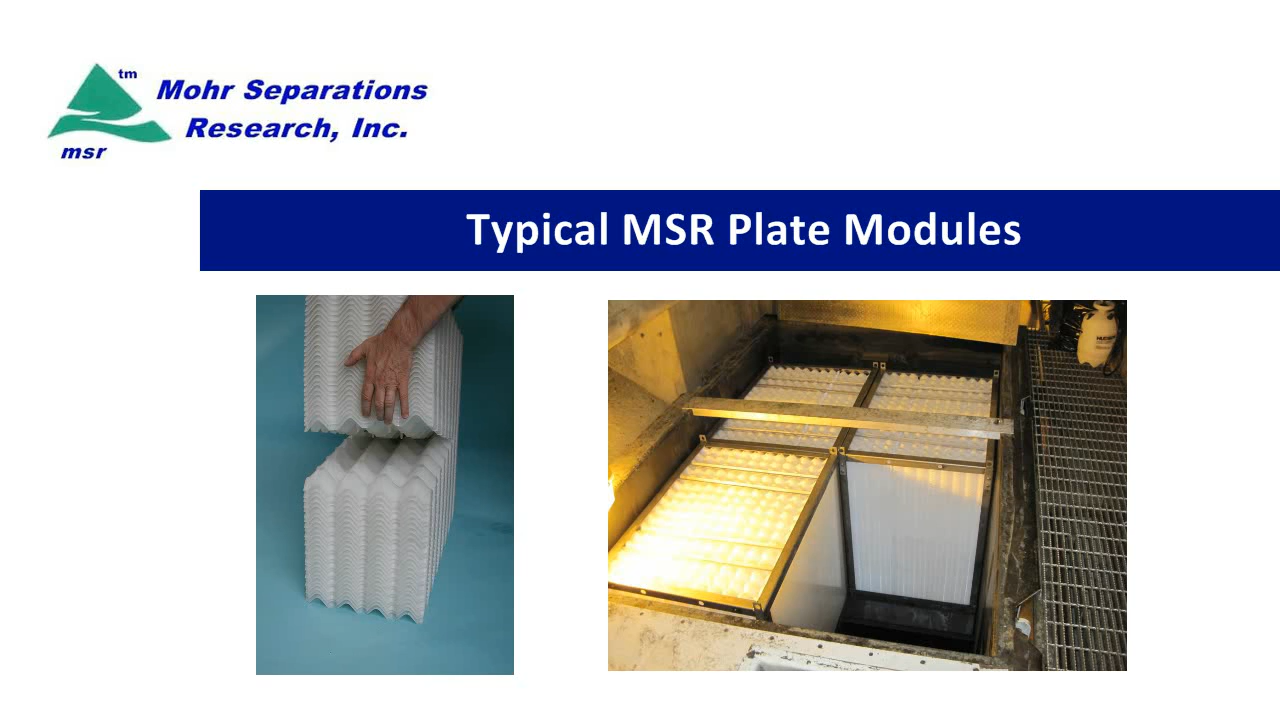 tm
Mohr Separations
Research, Inc.
msr
Typical MSR Plate Modules